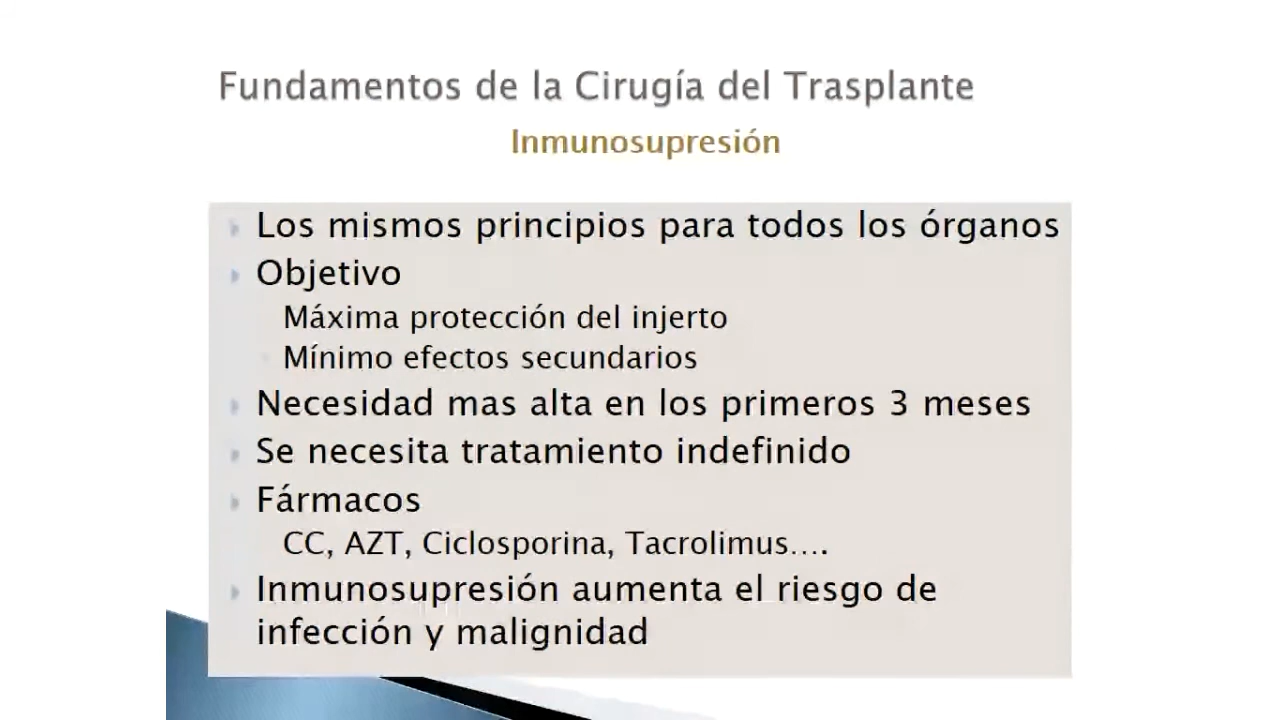 Fundamentos de la Cirugía del Trasplante
Inmunosupresión
Los mismos principios para todos los órganos
Objetivo
Máxima protección del injerto
Mínimo efectos secundarios
Necesidad mas alta en los primeros 3 meses
Se necesita tratamiento indefinido
Fármacos
CC, AZT, Ciclosporina, Tacrolimus....
Inmunosupresión aumenta el riesgo de
infección y malignidad